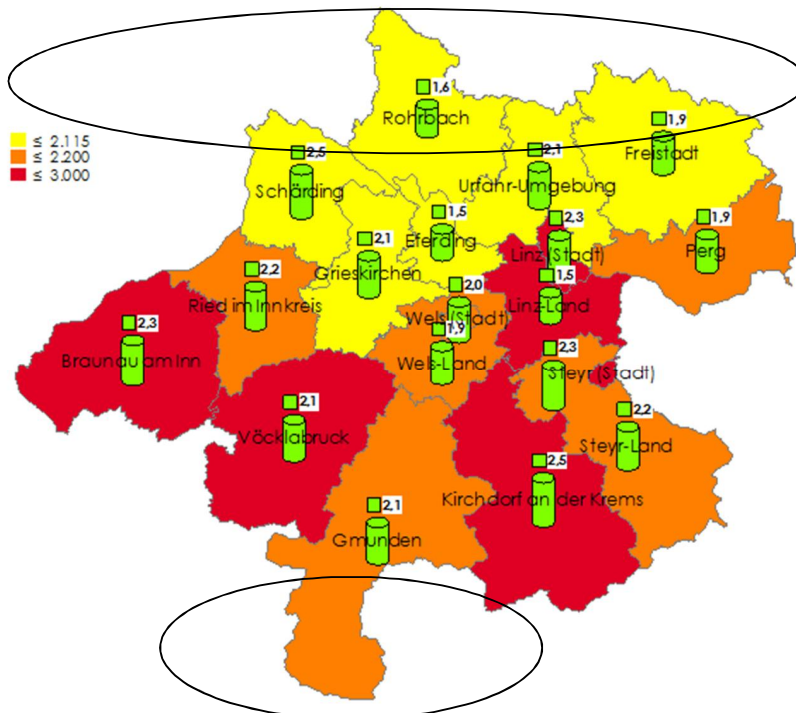 1,6
Rohrbach
1,9
Freistadt
≤ 2.115
≤ 2.200
≤ 3.000
2,5
Schärding
2,1
Urfahr-Umgebung
1,5
Eferding
2,3
Linz (Stadt)
1,9
Perg
2,1
Grieskirchen
2,2
Ried im Innkreis
2,0
Wels (Stadt)
1,5
Linz-Land
2,3
Braunau am Inn
1,9
Wels-Land
2,3
Steyr (Stadt)
2,1
Vöcklabruck
2,2
Steyr-Land
2,5
Kirchdorf an der Krems
2,1
Gmunden